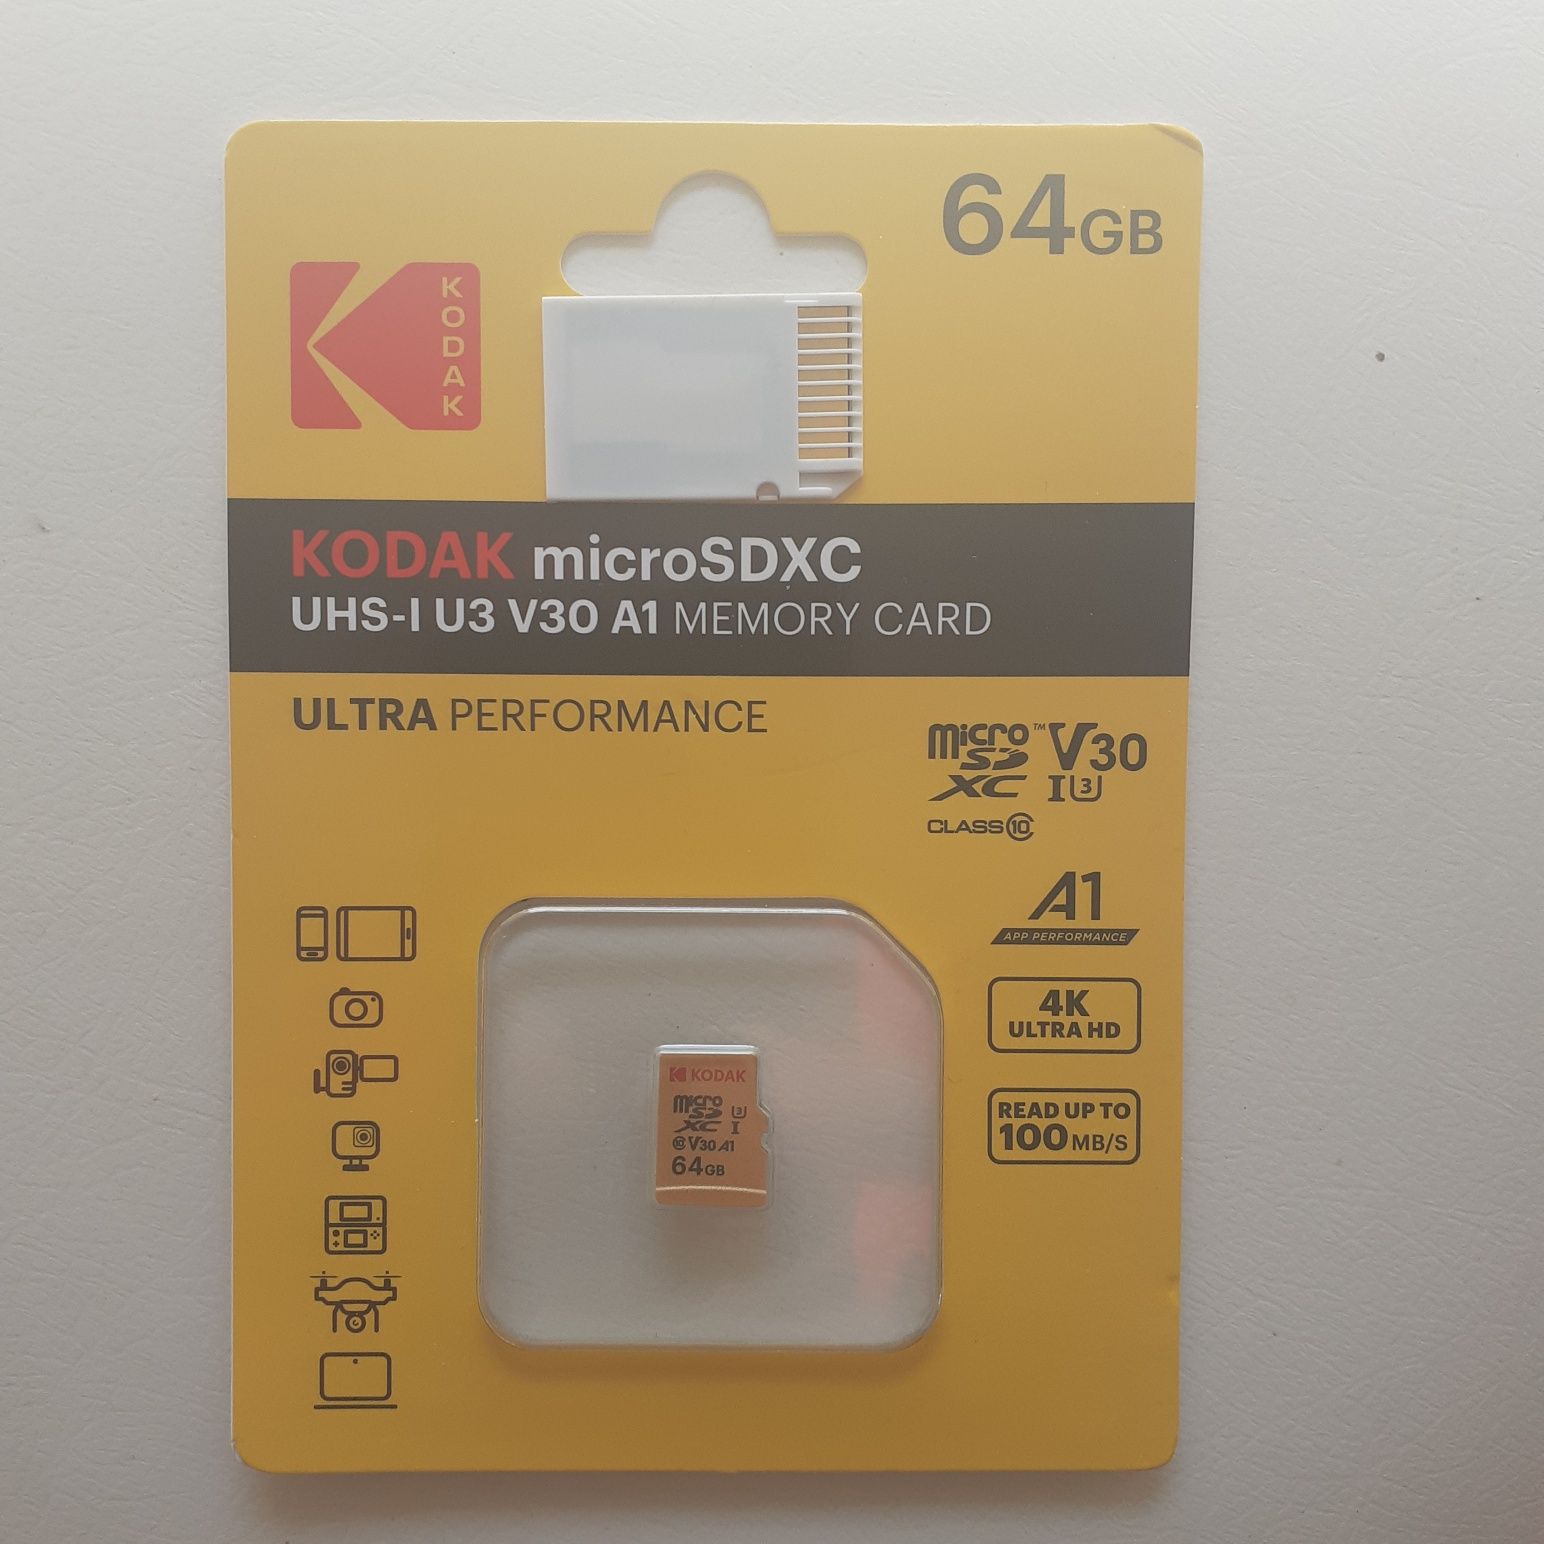 64GB
KODAK
KODAK microSDXC
UHS-I U3 V30 A1 MEMORY CARD
ULTRA PERFORMANCE
micro SD XC™ V30
I 3
CLASS 10
A1
APP PERFORMANCE
4K
ULTRA HD
READ UP TO
100MB/S
KODAK
micro SD XC 3 I
10 V30 A1
64GB